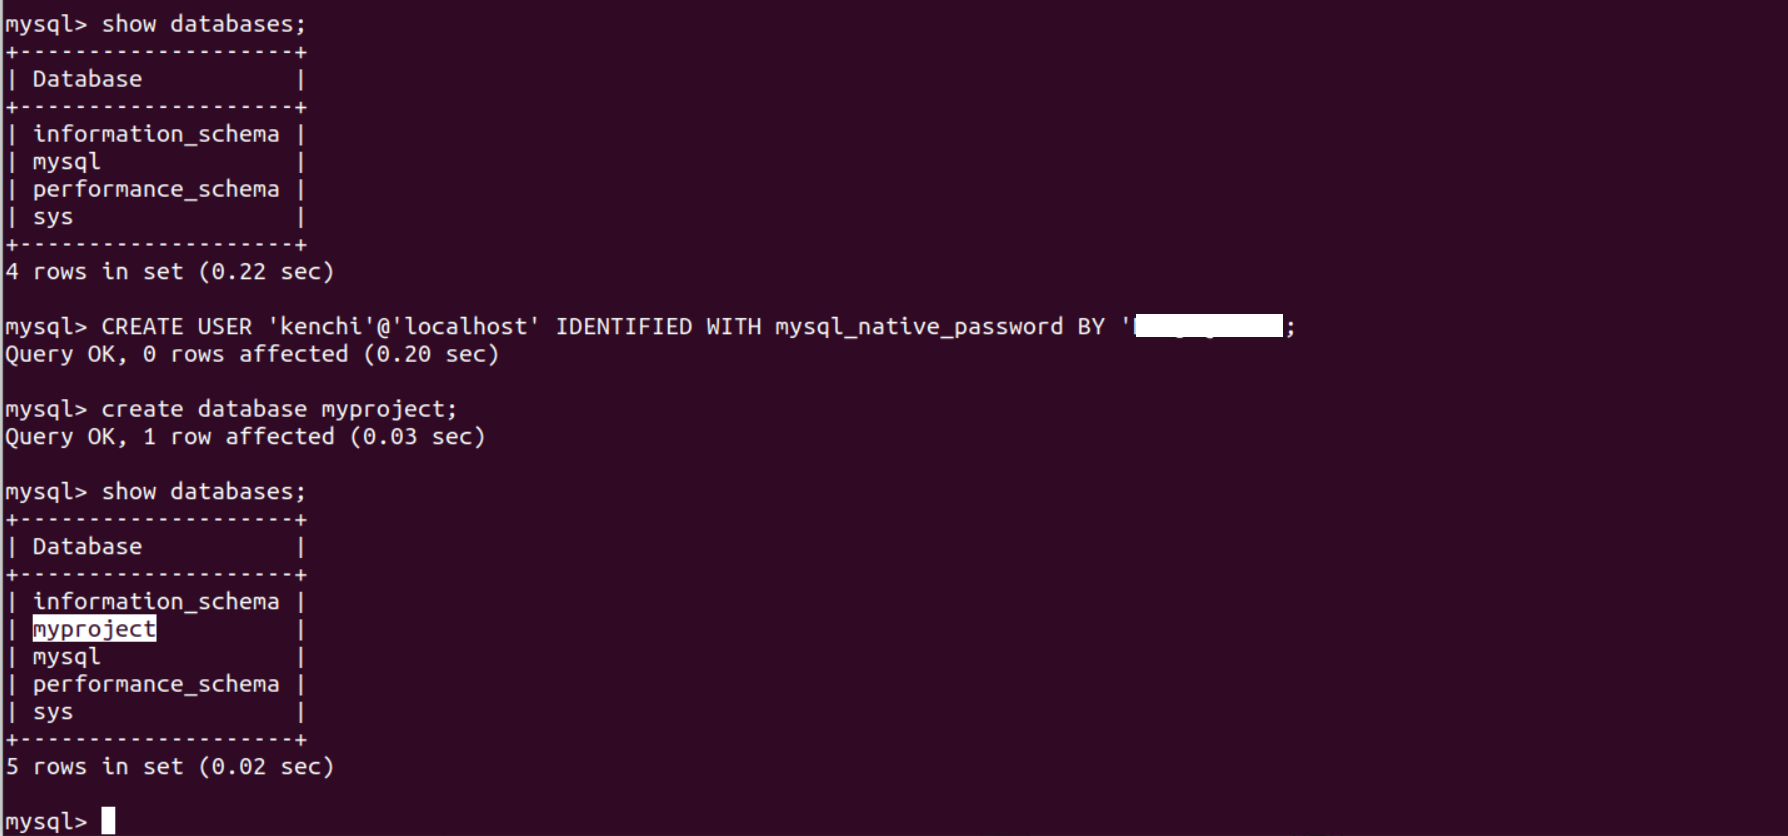 mysql> show databases;
+--------------------+
| Database           |
+--------------------+
| information_schema |
| mysql              |
| performance_schema |
| sys                |
+--------------------+
4 rows in set (0.22 sec)
mysql> CREATE USER 'kenchi'@'localhost' IDENTIFIED WITH mysql_native_password BY ' ;
Query OK, 0 rows affected (0.20 sec)
mysql> create database myproject;
Query OK, 1 row affected (0.03 sec)
mysql> show databases;
+--------------------+
| Database           |
+--------------------+
| information_schema |
| myproject          |
| mysql              |
| performance_schema |
| sys                |
+--------------------+
5 rows in set (0.02 sec)
mysql>